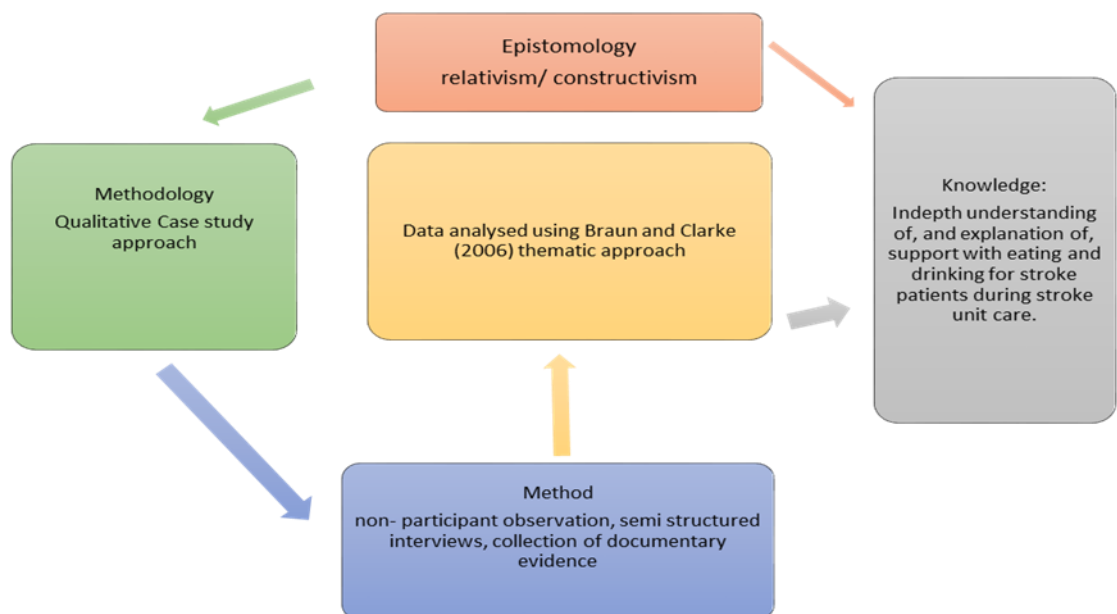 Epistomology
relativism/ constructivism
Methodology
Qualitative Case study
approach
Data analysed using Braun and Clarke
(2006) thematic approach
Knowledge:
Indepth understanding
of, and explanation of,
support with eating and
drinking for stroke
patients during stroke
unit care.
Method
non- participant observation, semi structured
interviews, collection of documentary
evidence